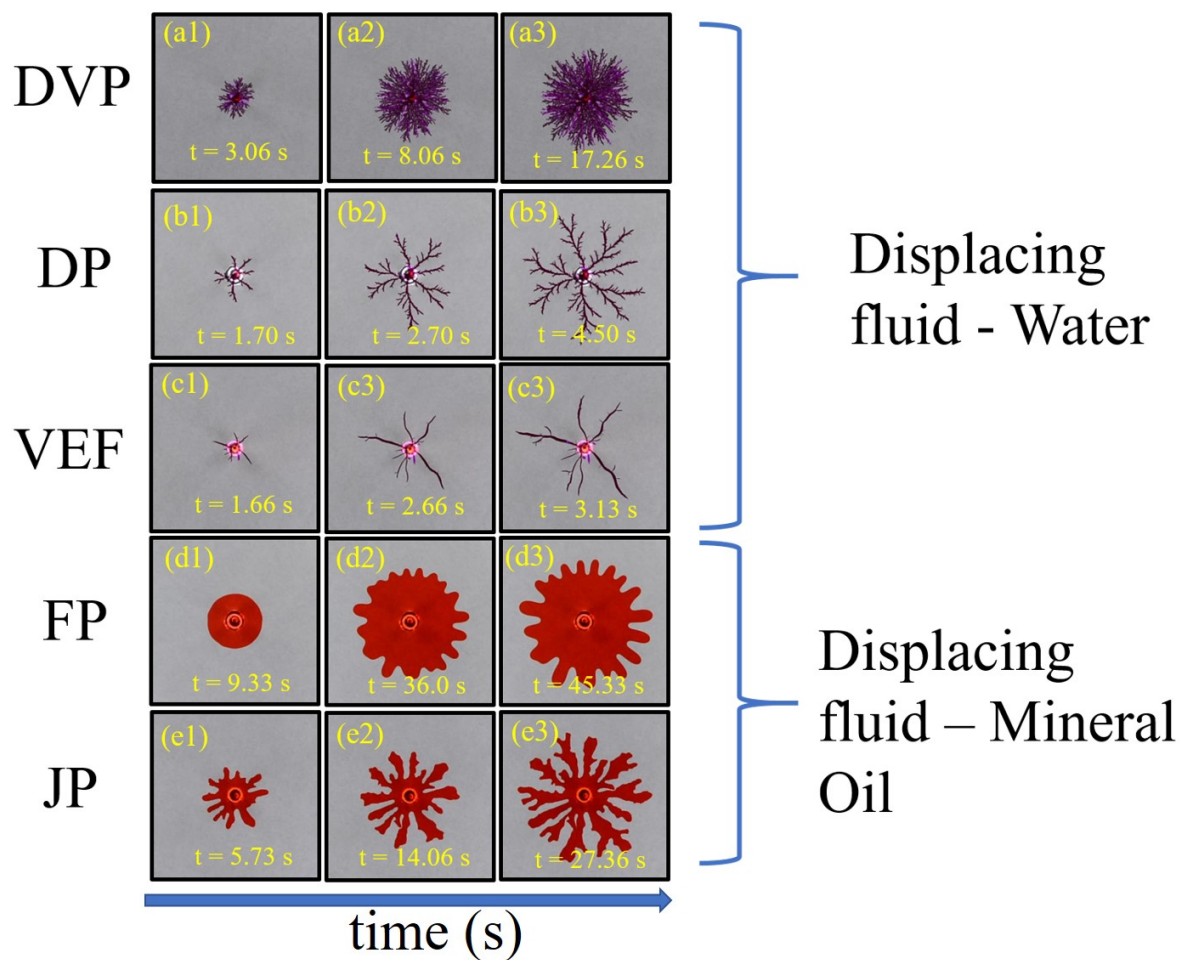 DVP
(a1)
t = 3.06 s
(a2)
t = 8.06 s
(a3)
t = 17.26 s
DP
(b1)
t = 1.70 s
(b2)
t = 2.70 s
(b3)
t = 4.50 s
VEF
(c1)
t = 1.66 s
(c3)
t = 2.66 s
(c3)
t = 3.13 s
Displacing
fluid - Water
FP
(d1)
t = 9.33 s
(d2)
t = 36.0 s
(d3)
t = 45.33 s
JP
(e1)
t = 5.73 s
(e2)
t = 14.06 s
(e3)
t = 27.36 s
Displacing
fluid – Mineral
Oil
time (s)